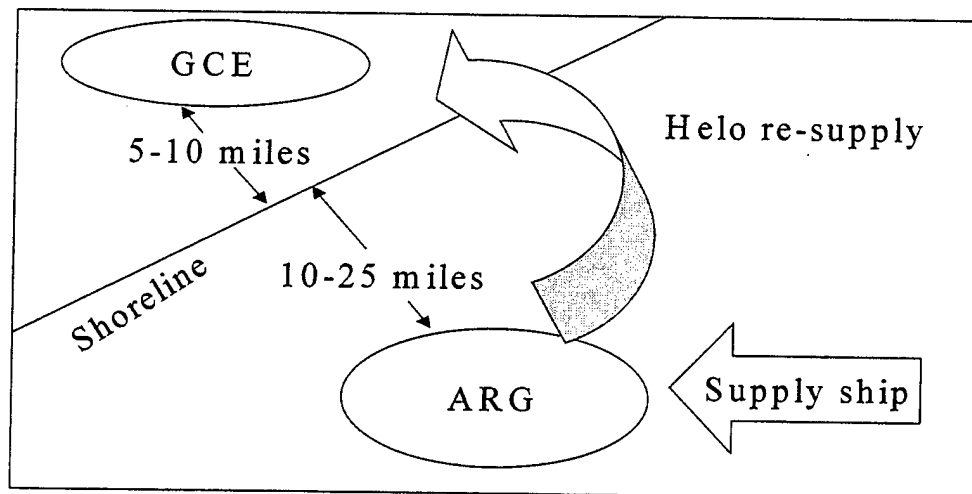 GCE
Helo re-supply
5-10 miles
10-25 miles
Shoreline
ARG
Supply ship